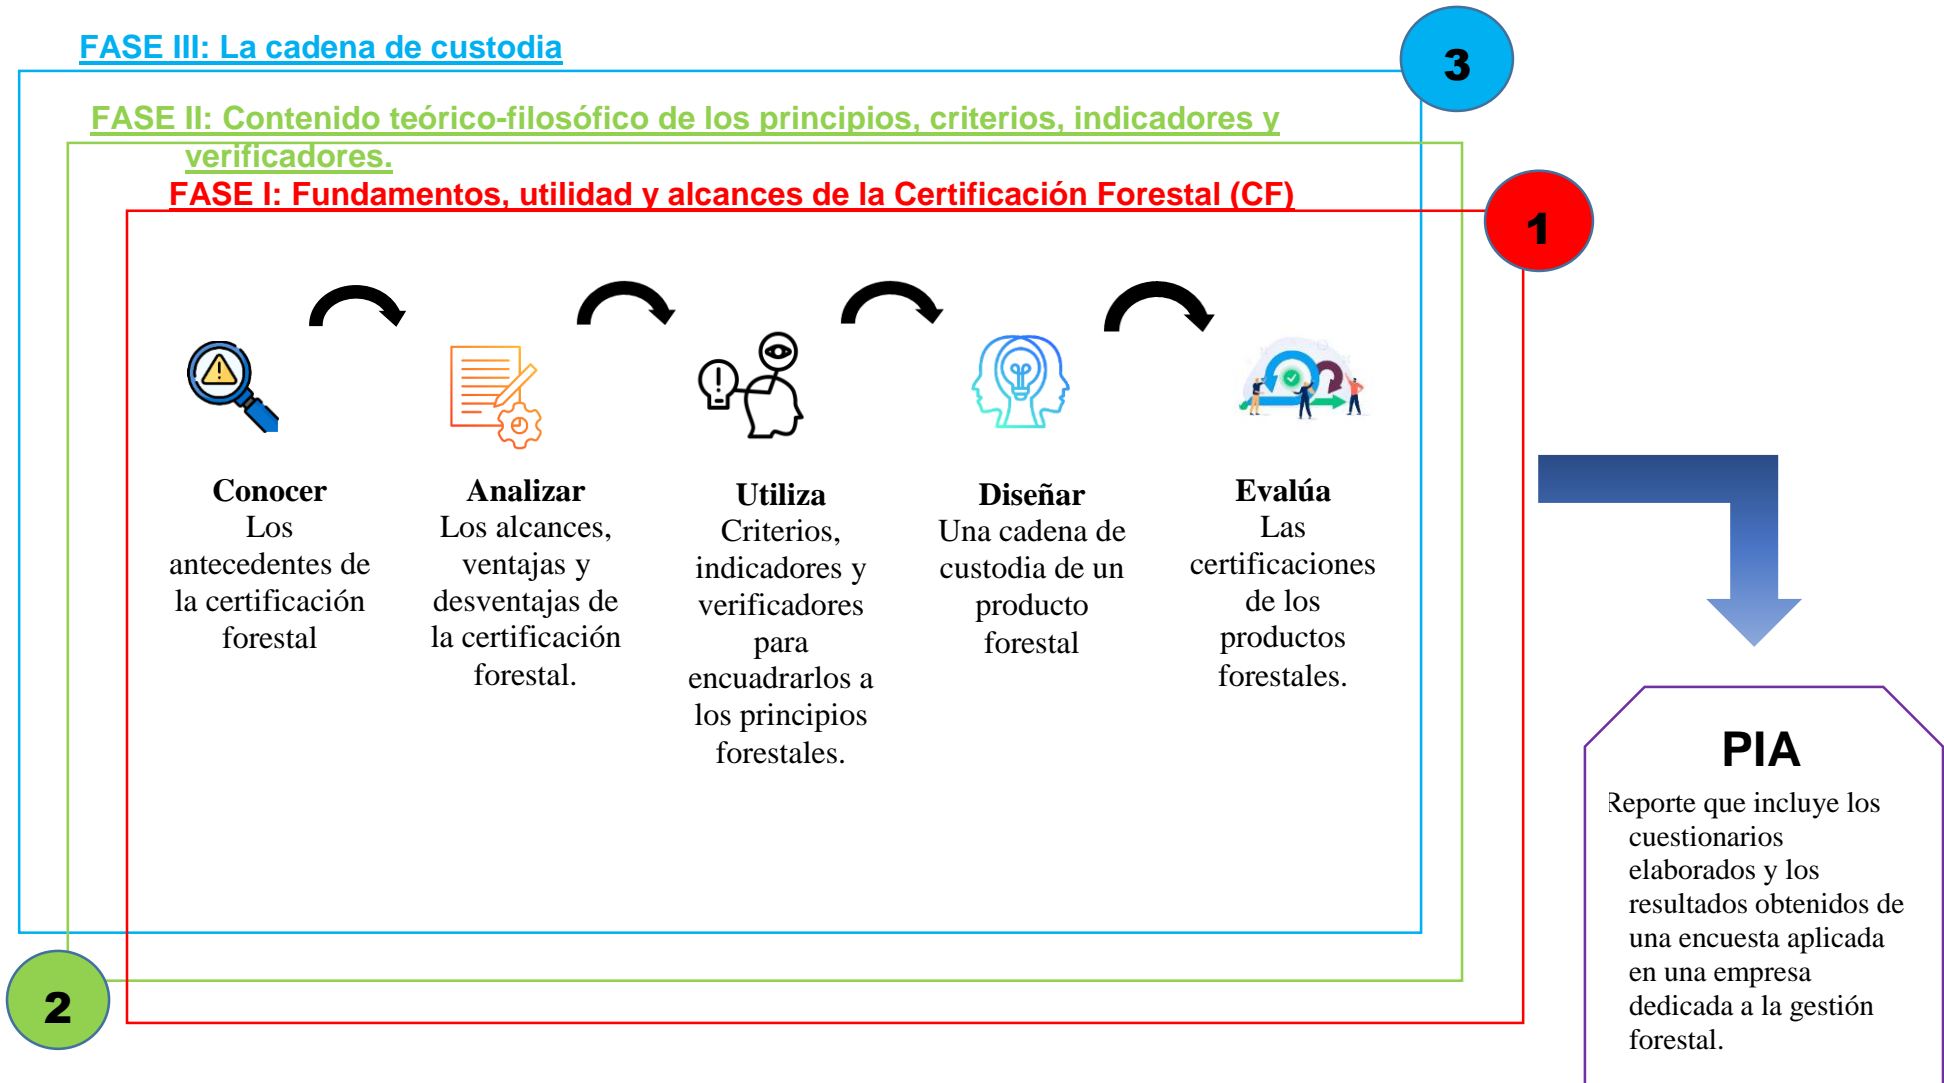 FASE III: La cadena de custodia
3
FASE II: Contenido teórico-filosófico de los principios, criterios, indicadores y
verificadores.
FASE I: Fundamentos, utilidad y alcances de la Certificación Forestal (CF)
1
Conocer
Los
antecedentes de
la certificación
forestal
Analizar
Los alcances,
ventajas y
desventajas de
la certificación
forestal.
Utiliza
Criterios,
indicadores y
verificadores
para
encuadrarlos a
los principios
forestales.
Diseñar
Una cadena de
custodia de un
producto
forestal
Evalúa
Las
certificaciones
de los
productos
forestales.
2
PIA
Reporte que incluye los
cuestionarios
elaborados y los
resultados obtenidos de
una encuesta aplicada
en una empresa
dedicada a la gestión
forestal.